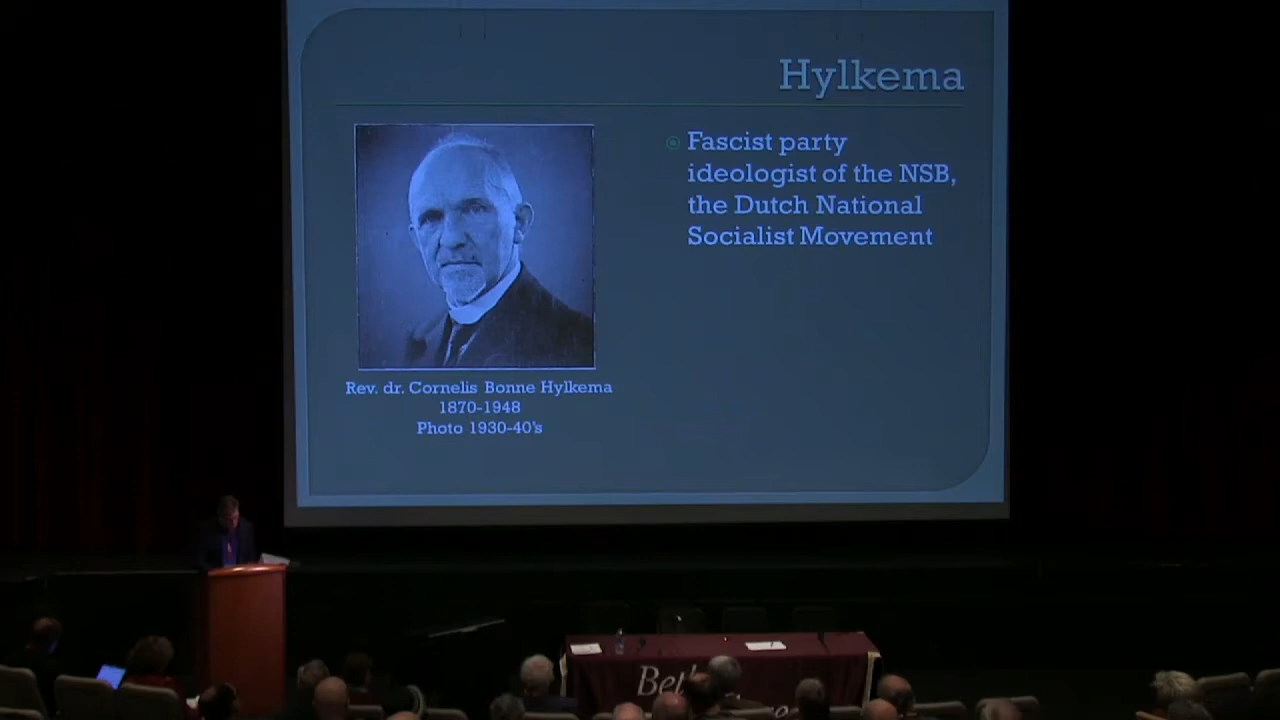 Hylkema
Fascist party
ideologist of the NSB,
the Dutch National
Socialist Movement
Rev. dr. Cornelis Bonne Hylkema
1870-1948
Photo 1930-40's